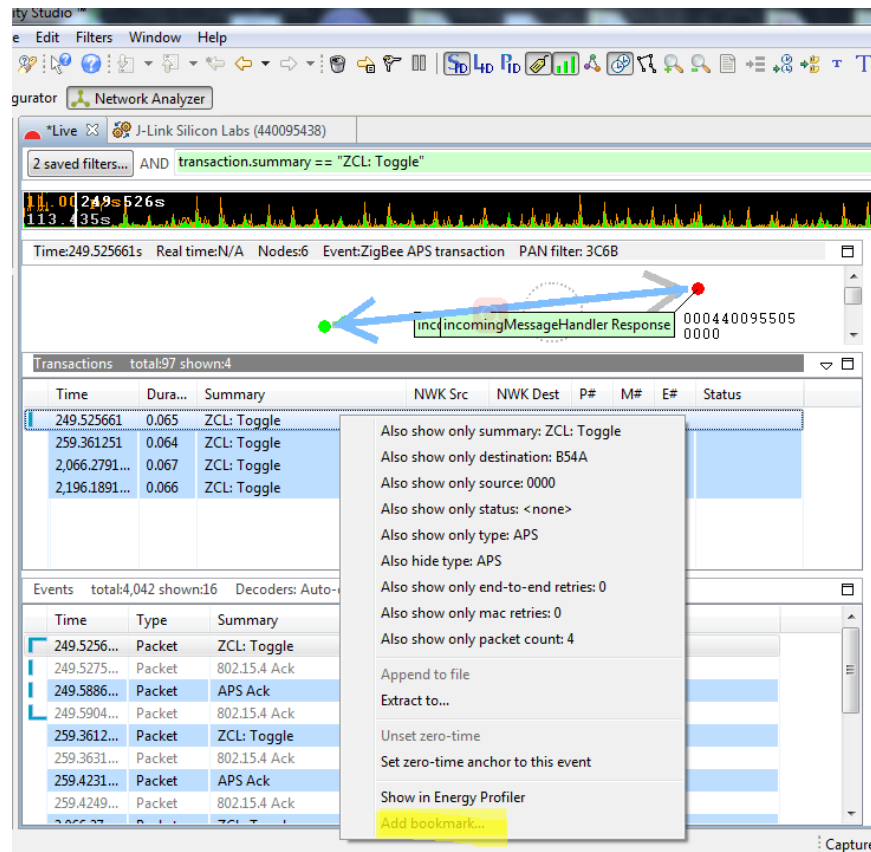 ity Studio ™
e Edit Filters Window Help
gurator Network Analyzer
*Live J-Link Silicon Labs (440095438)
2 saved filters... AND transaction.summary == "ZCL: Toggle"
249.526s
113.435s
Time:249.525661s Real time:N/A Nodes:6 Event:ZigBee APS transaction PAN filter: 3C6B
incomingMessageHandler Response
000440095505
0000
Transactions total:97 shown:4
Time Dura... Summary NWK Src NWK Dest P# M# E# Status
249.525661 0.065 ZCL: Toggle
259.361251 0.064 ZCL: Toggle
2,066.2791... 0.067 ZCL: Toggle
2,196.1891... 0.066 ZCL: Toggle
Also show only summary: ZCL: Toggle
Also show only destination: B54A
Also show only source: 0000
Also show only status: <none>
Also show only type: APS
Also hide type: APS
Also show only end-to-end retries: 0
Also show only mac retries: 0
Also show only packet count: 4
Append to file
Extract to...
Unset zero-time
Set zero-time anchor to this event
Show in Energy Profiler
Add bookmark...
Events total:4,042 shown:16 Decoders: Auto-
Time Type Summary
249.5256... Packet ZCL: Toggle
249.5275... Packet 802.15.4 Ack
249.5886... Packet APS Ack
249.5904... Packet 802.15.4 Ack
259.3612... Packet ZCL: Toggle
259.3631... Packet 802.15.4 Ack
259.4231... Packet APS Ack
259.4249... Packet 802.15.4 Ack
Capture